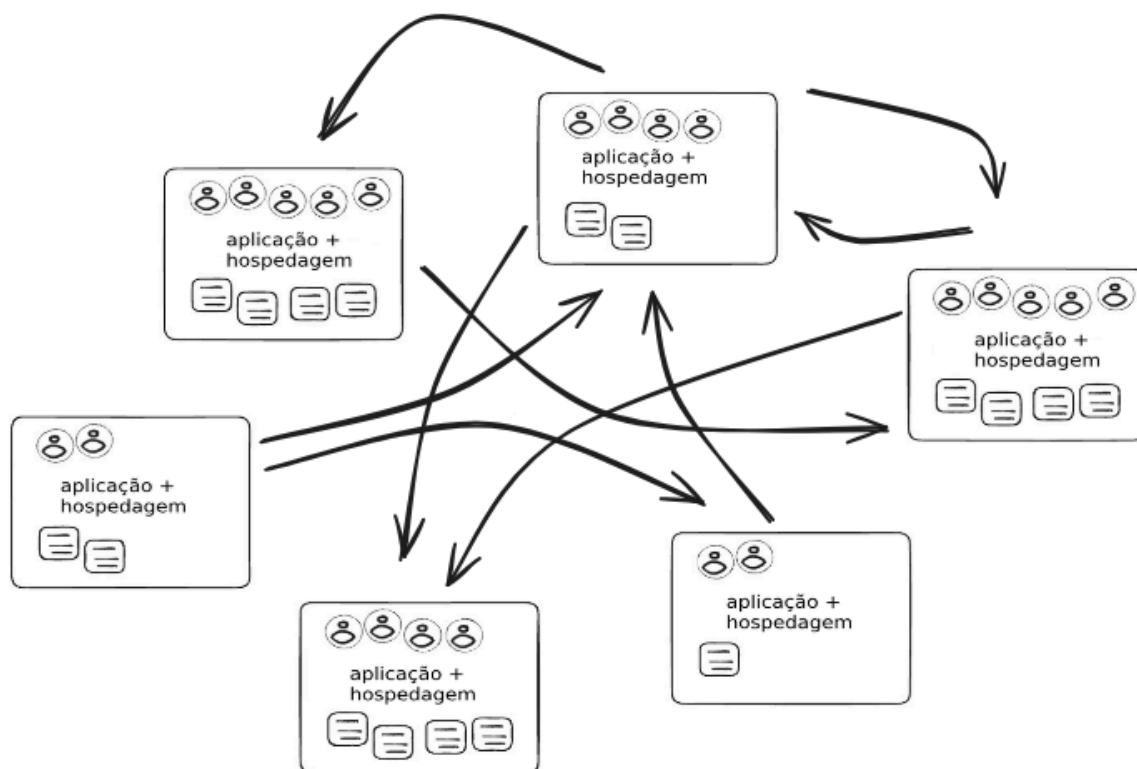 aplicação +
hospedagem
aplicação +
hospedagem
aplicação +
hospedagem
aplicação +
hospedagem
aplicação +
hospedagem
aplicação +
hospedagem